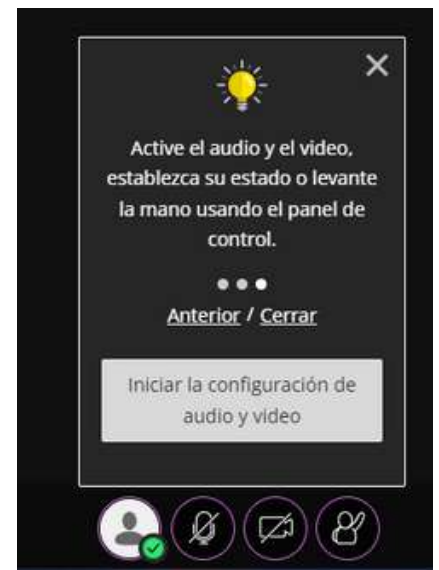 Active el audio y el video,
establezca su estado o levante
la mano usando el panel de
control.
Anterior / Cerrar
Iniciar la configuración de
audio y video